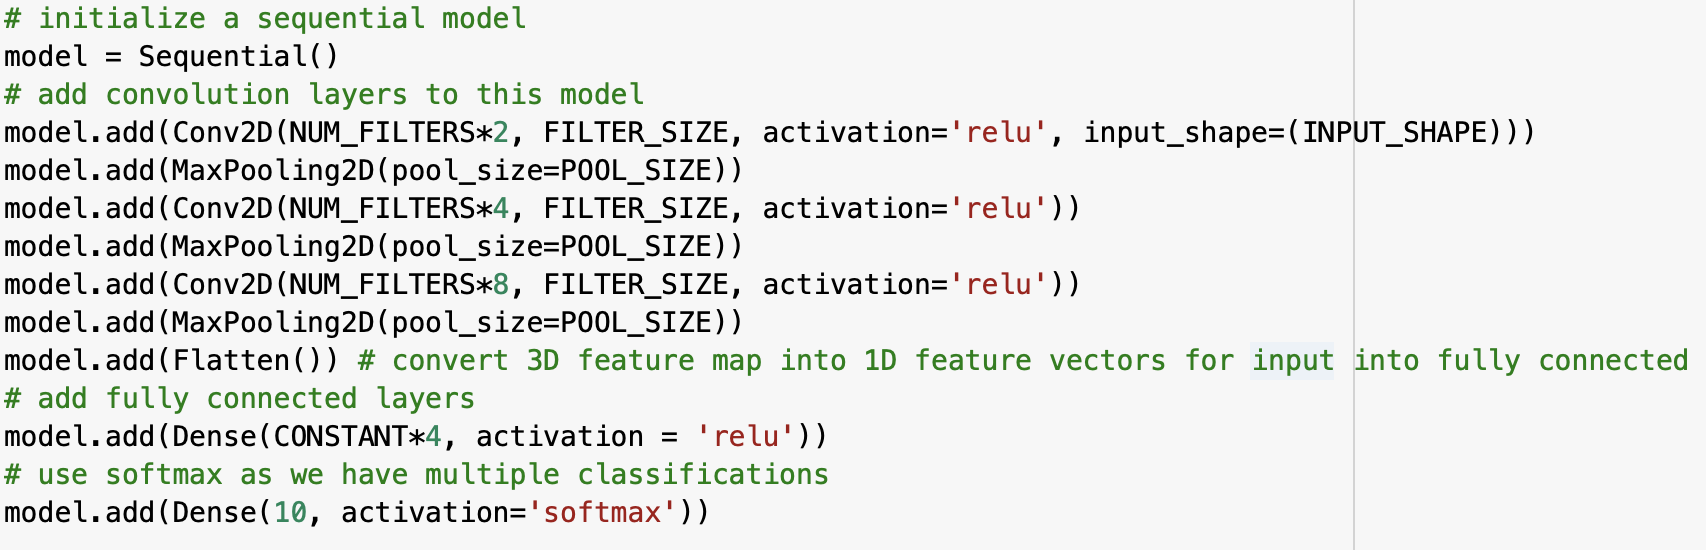 # initialize a sequential model
model = Sequential()
# add convolution layers to this model
model.add(Conv2D(NUM_FILTERS*2, FILTER_SIZE, activation='relu', input_shape=(INPUT_SHAPE)))
model.add(MaxPooling2D(pool_size=POOL_SIZE))
model.add(Conv2D(NUM_FILTERS*4, FILTER_SIZE, activation='relu'))
model.add(MaxPooling2D(pool_size=POOL_SIZE))
model.add(Conv2D(NUM_FILTERS*8, FILTER_SIZE, activation='relu'))
model.add(MaxPooling2D(pool_size=POOL_SIZE))
model.add(Flatten()) # convert 3D feature map into 1D feature vectors for input into fully connected
# add fully connected layers
model.add(Dense(CONSTANT*4, activation = 'relu'))
# use softmax as we have multiple classifications
model.add(Dense(10, activation='softmax'))